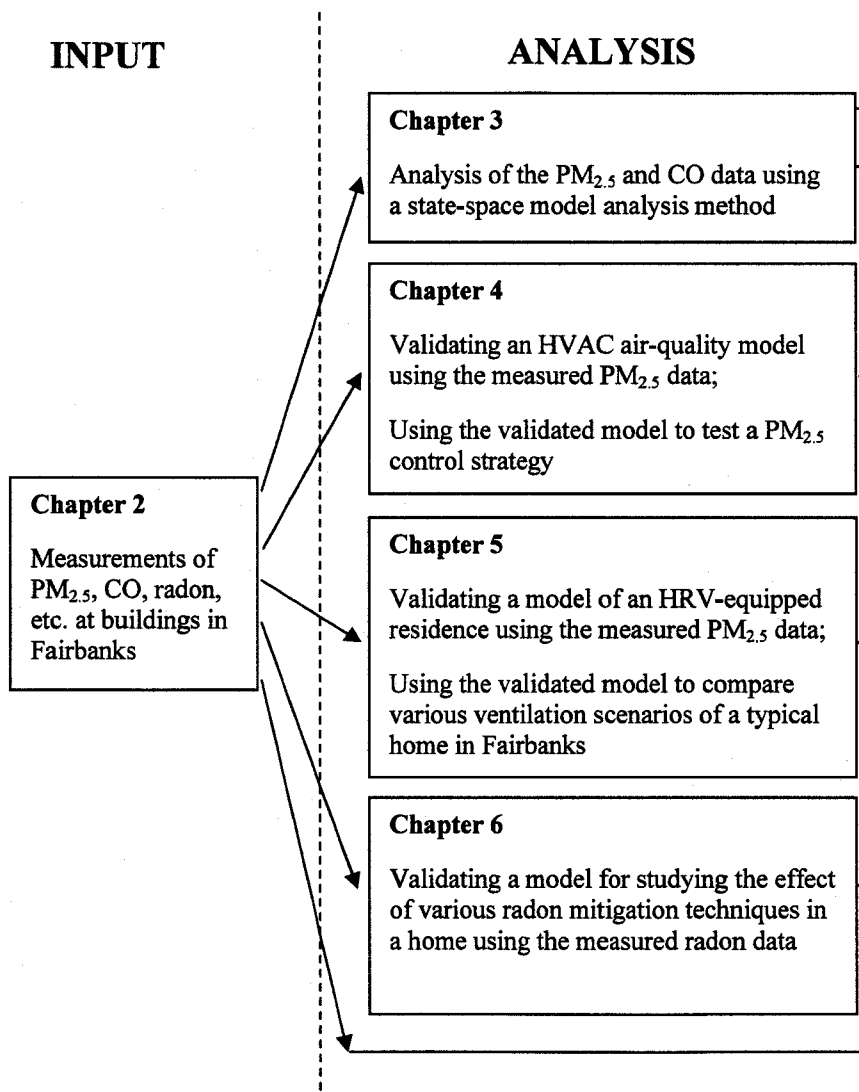 INPUT
ANALYSIS
Chapter 2
Measurements of
PM2.5, CO, radon,
etc. at buildings in
Fairbanks
Chapter 3
Analysis of the PM2.5 and CO data using
a state-space model analysis method
Chapter 4
Validating an HVAC air-quality model
using the measured PM2.5 data;
Using the validated model to test a PM2.5
control strategy
Chapter 5
Validating a model of an HRV-equipped
residence using the measured PM2.5 data;
Using the validated model to compare
various ventilation scenarios of a typical
home in Fairbanks
Chapter 6
Validating a model for studying the effect
of various radon mitigation techniques in
a home using the measured radon data